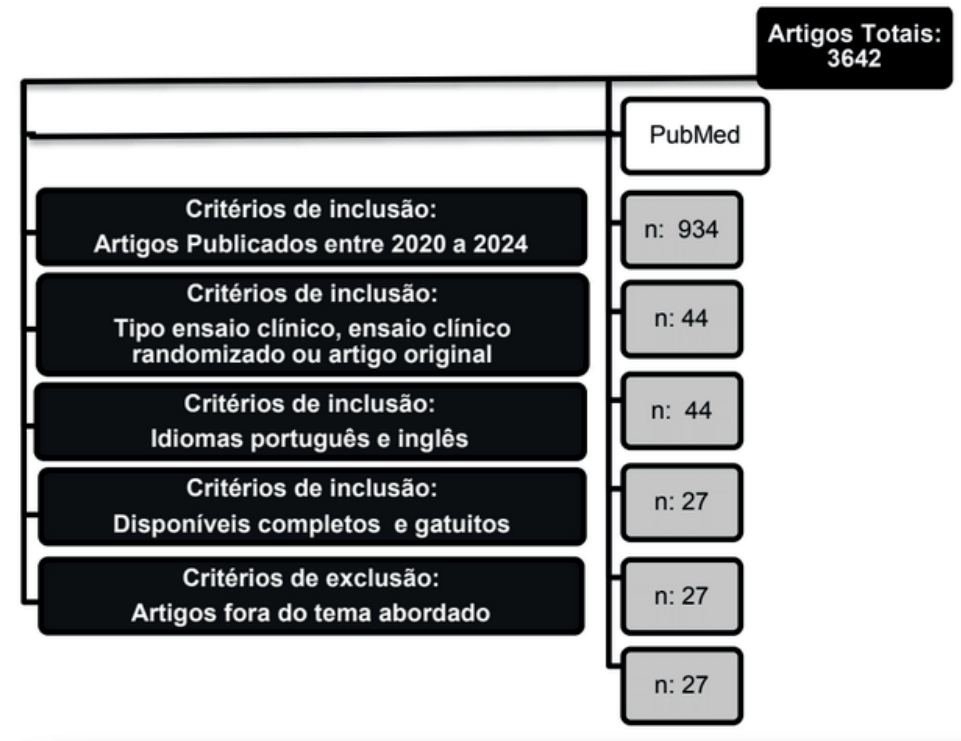 Artigos Totais:
3642
PubMed
Critérios de inclusão:
Artigos Publicados entre 2020 a 2024
n: 934
Critérios de inclusão:
Tipo ensaio clínico, ensaio clínico
randomizado ou artigo original
n: 44
Critérios de inclusão:
Idiomas português e inglês
n: 44
Critérios de inclusão:
Disponíveis completos e gatuitos
n: 27
Critérios de exclusão:
Artigos fora do tema abordado
n: 27
n: 27